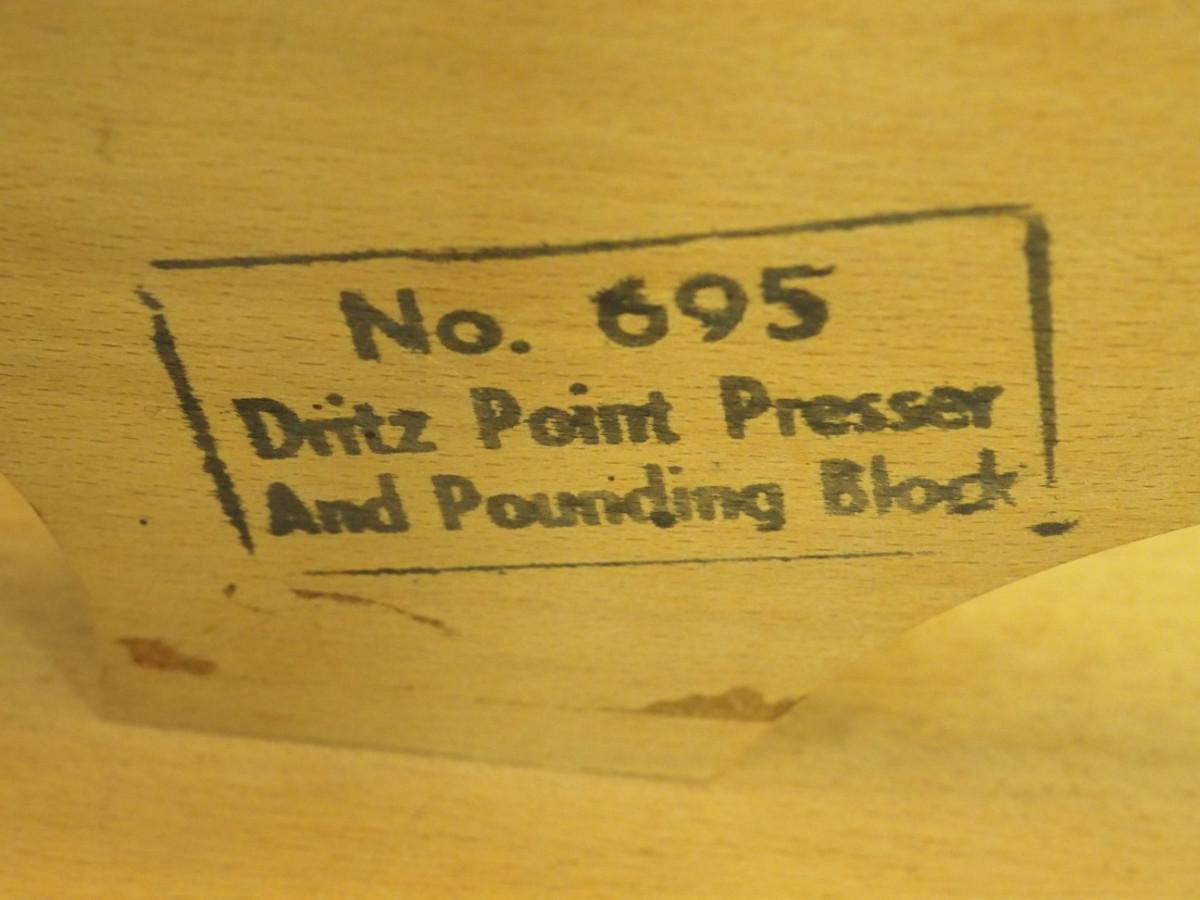 No. 695
Dritz Point Presser
And Pounding Block